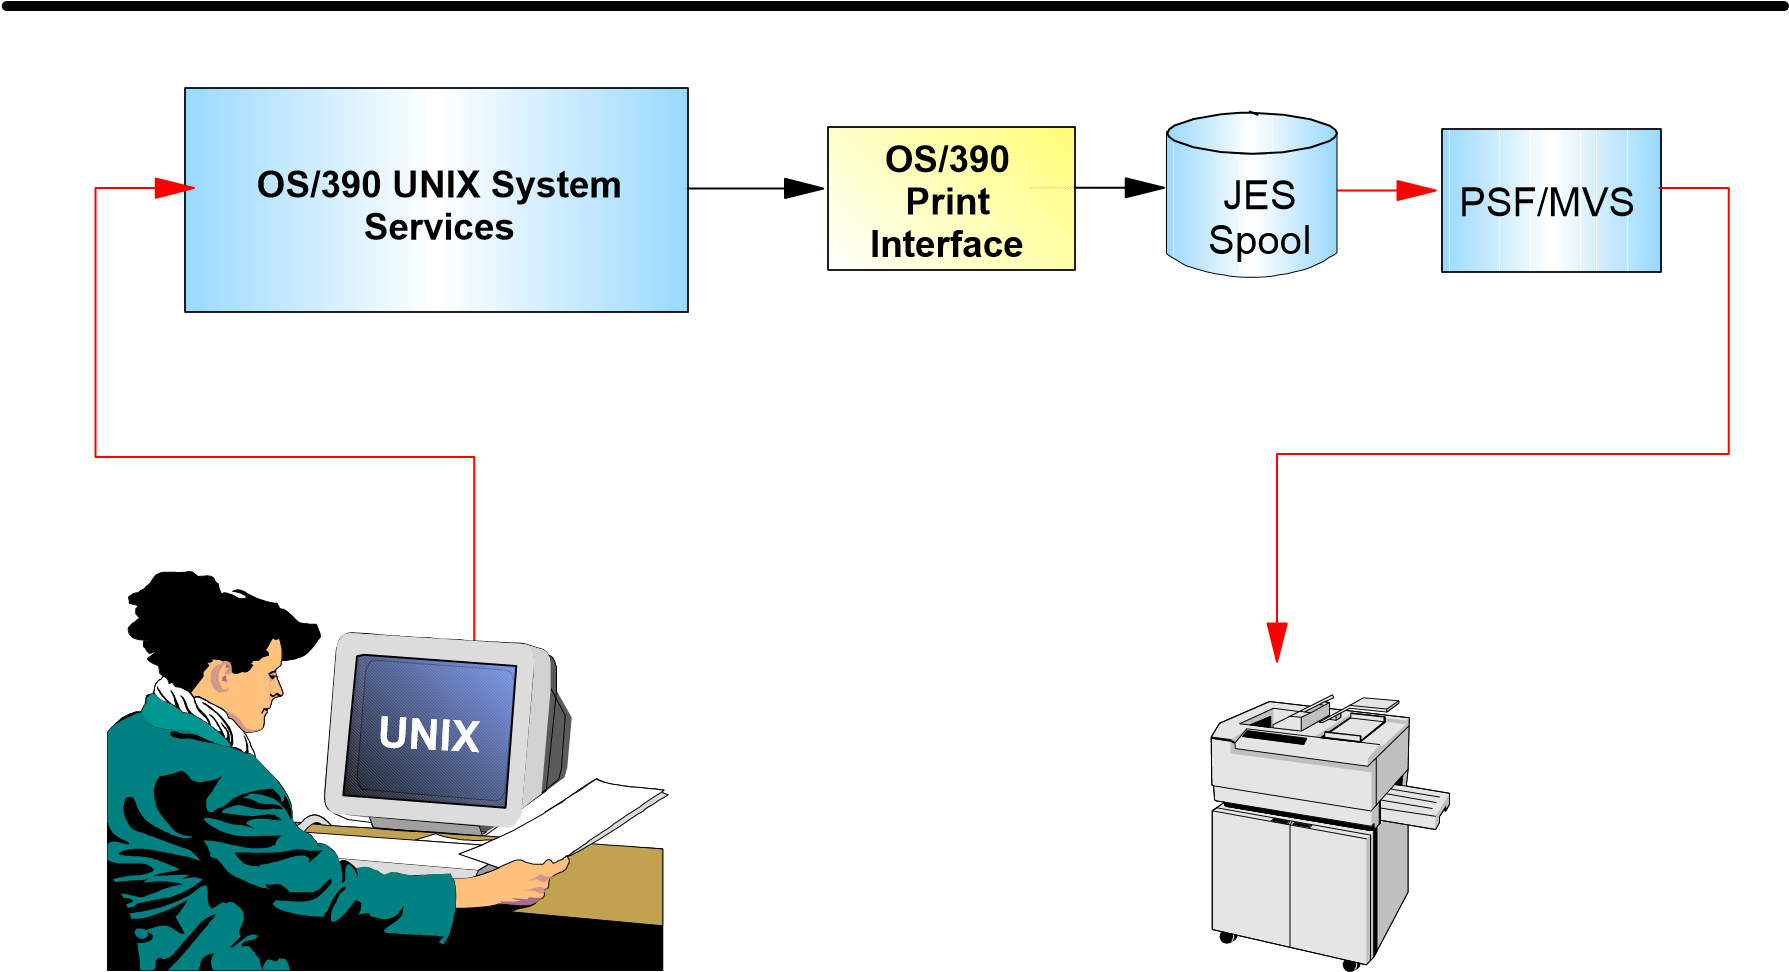 OS/390 UNIX System
Services
OS/390
Print
Interface
JES
Spool
PSF/MVS
UNIX